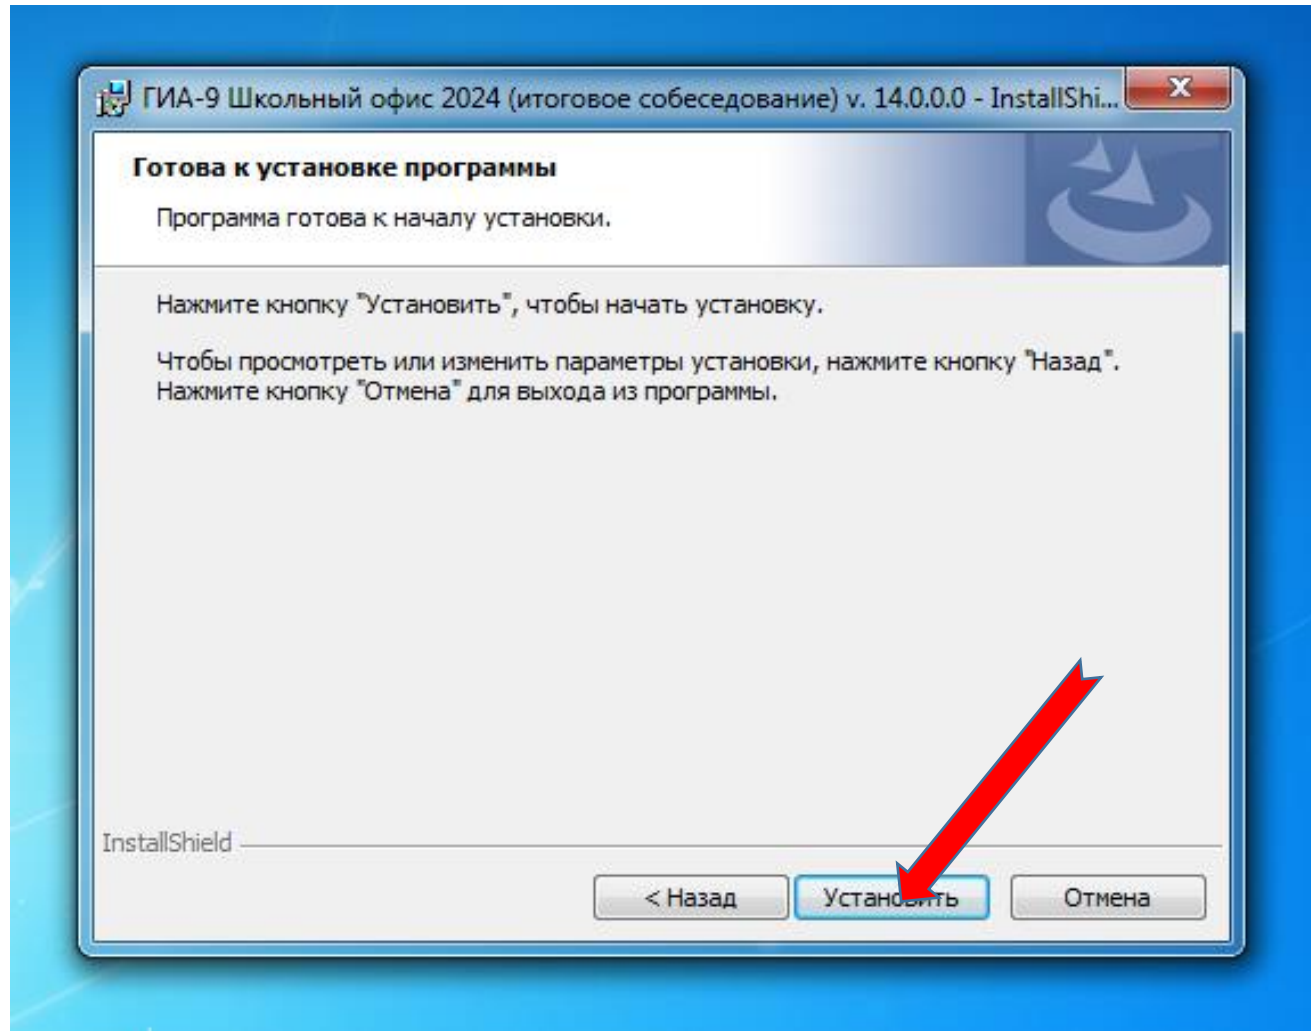 ГИА-9 Школьный офис 2024 (итоговое собеседование) v. 14.0.0.0 - InstallShi...
Готова к установке программы
Программа готова к началу установки.
Нажмите кнопку "Установить", чтобы начать установку.
Чтобы просмотреть или изменить параметры установки, нажмите кнопку "Назад".
Нажмите кнопку "Отмена" для выхода из программы.
InstallShield
< Назад
Установить
Отмена